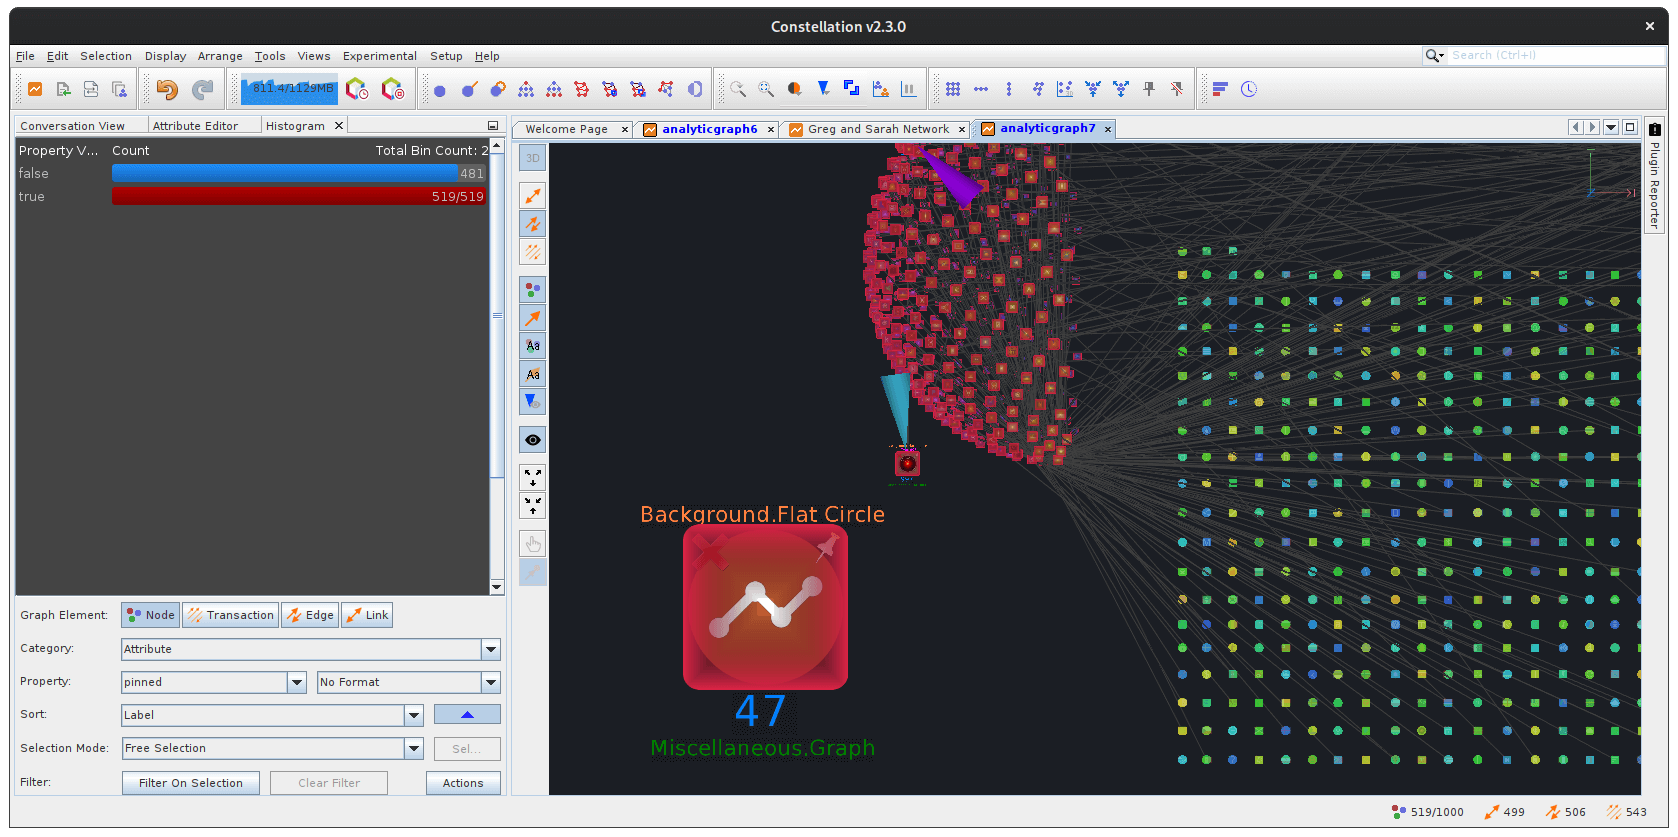 Constellation v2.3.0
File Edit Selection Display Arrange Tools Views Experimental Setup Help
Search (Ctrl+I)
811.4/1129MB
Conversation View Attribute Editor Histogram
Welcome Page analyticgraph6 Greg and Sarah Network analyticgraph7
Property V... Count Total Bin Count: 2
false 481
true 519/519
3D
Aa
Aa
Plugin Reporter
Background.Flat Circle
47
Miscellaneous.Graph
Graph Element: Node Transaction Edge Link
Category: Attribute
Property: pinned No Format
Sort: Label
Selection Mode: Free Selection Sel...
Filter: Filter On Selection Clear Filter Actions
519/1000 499 506 543